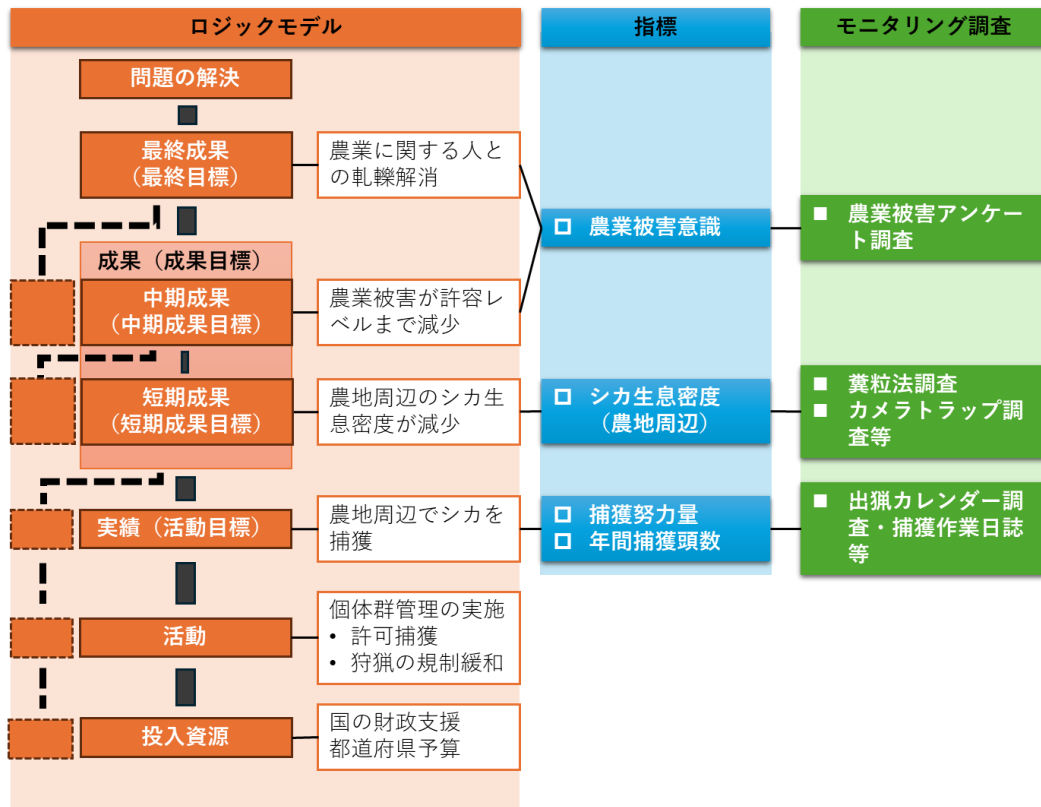 ロジックモデル
指標
モニタリング調査
問題の解決
最終成果
（最終目標）
農業に関する人と
の軋轢解消
□ 農業被害意識
■ 農業被害アンケー
ト調査
成果（成果目標）
中期成果
（中期成果目標）
農業被害が許容レ
ベルまで減少
短期成果
（短期成果目標）
農地周辺のシカ生
息密度が減少
□ シカ生息密度
（農地周辺）
■ 糞粒法調査
■ カメラトラップ調
査等
実績（活動目標）
農地周辺でシカを
捕獲
□ 捕獲努力量
□ 年間捕獲頭数
■ 出猟カレンダー調
査・捕獲作業日誌
等
活動
個体群管理の実施
• 許可捕獲
• 狩猟の規制緩和
投入資源
国の財政支援
都道府県予算